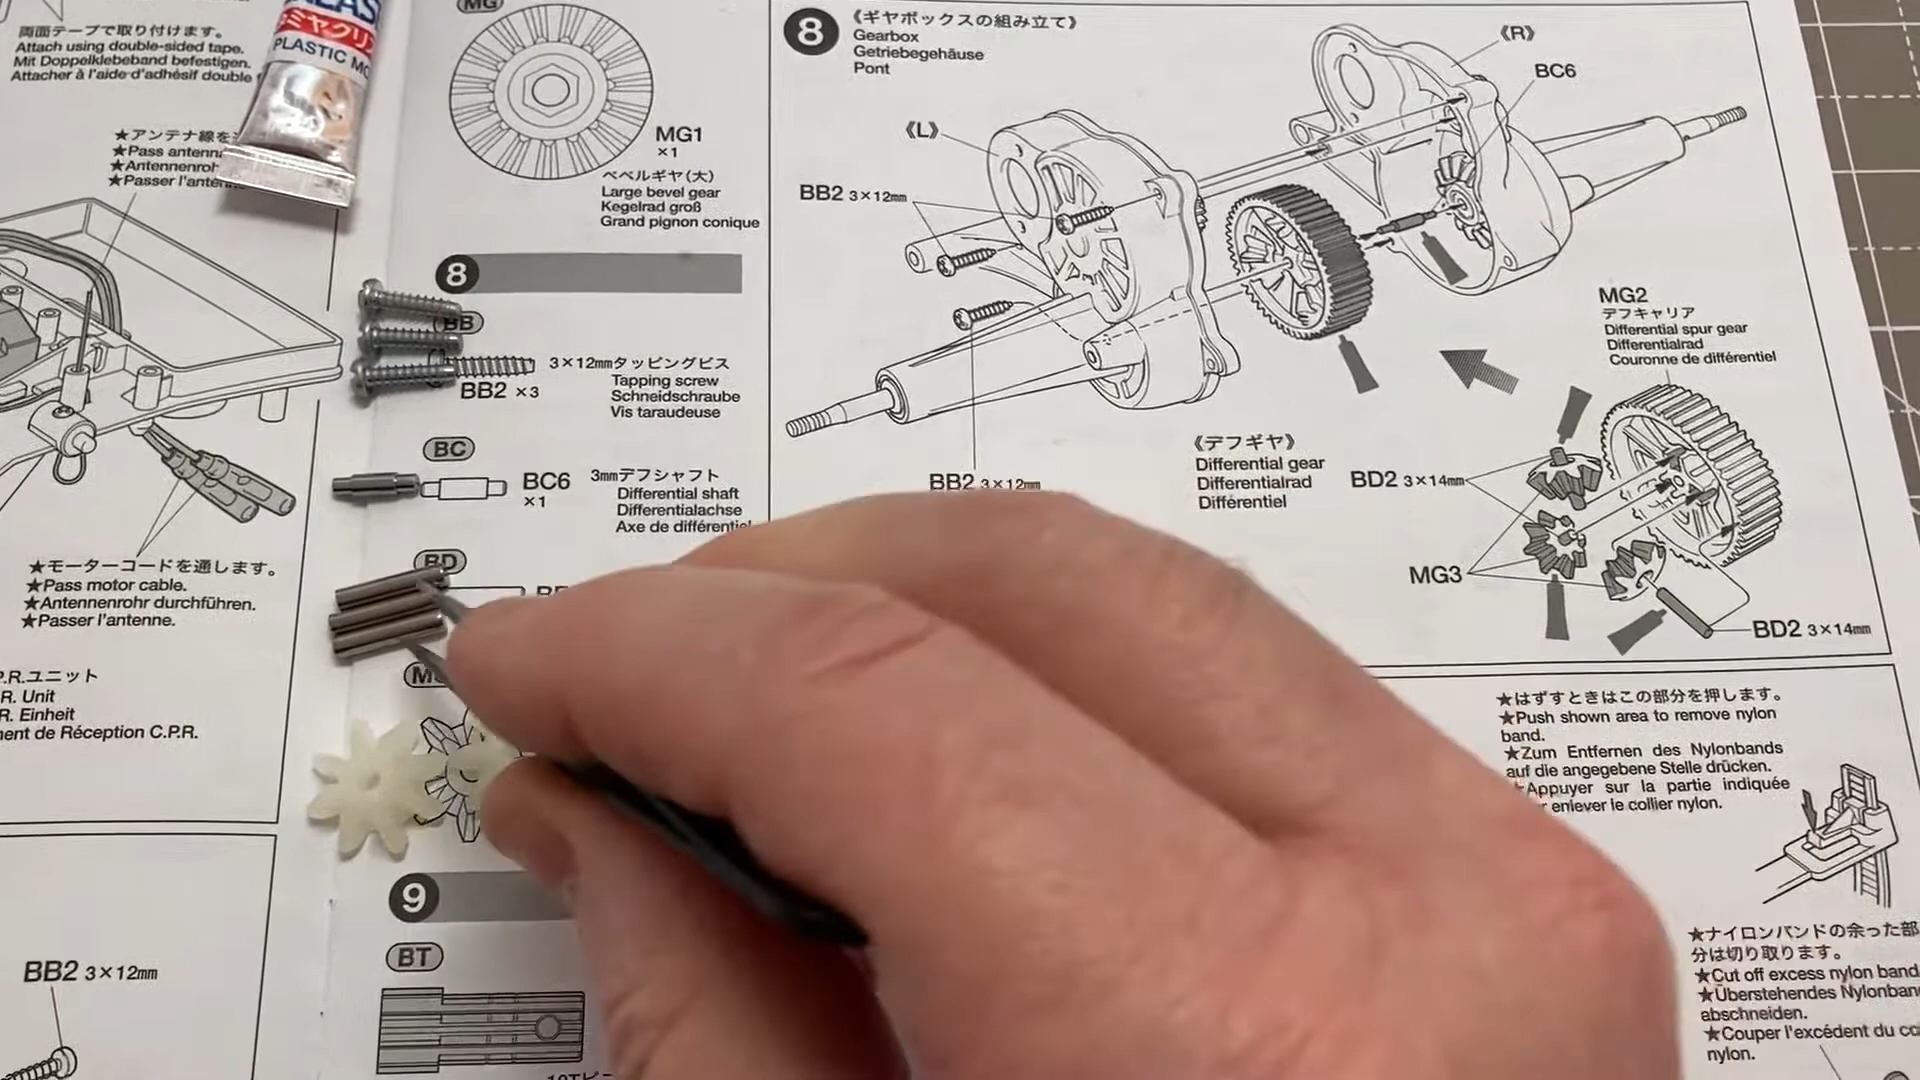 両面テープで取り付けます。
Attach using double-sided tape.
Mit Doppelklebeband befestigen.
Attacher à l'aide d'adhésif double
PLASTIC
★アンテナ線を
★Pass antenna
★Antennenroh
★Passer l'anten
★モーターコードを通します。
★Pass motor cable.
★Antennenrohr durchführen.
★Passer l'antenne.
P.R.ユニット
R. Unit
R. Einheit
ment de Réception C.P.R.
BB2 3×12mm
MG
MG1
×1
ベベルギヤ(大)
Large bevel gear
Kegelrad groß
Grand pignon conique
8
BB
3×12mmタッピングビス
BB2 ×3
Tapping screw
Schneidschraube
Vis taraudeuse
BC
BC6
×1
3mmデフシャフト
Differential shaft
Differentialachse
Axe de différentiel
BD
9
BT
8
《ギヤボックスの組み立て》
Gearbox
Getriebegehäuse
Pont
《R》
BC6
《L》
BB2 3×12mm
BB2 3×12mm
MG2
デフキャリア
Differential spur gear
Differentialrad
Couronne de différentiel
《デフギヤ》
Differential gear
Differentialrad
Différentiel
BD2 3×14mm
MG3
BD2 3×14mm
★はずすときはこの部分を押します。
★Push shown area to remove nylon
band.
★Zum Entfernen des Nylonbands
auf die angegebene Stelle drücken.
Appuyer sur la partie indiquée
enlever le collier nylon.
★ナイロンバンドの余った部
分は切り取ります。
★Cut off excess nylon band
★Überstehendes Nylonban
abschneiden.
★Couper l'excédent du co
nylon.